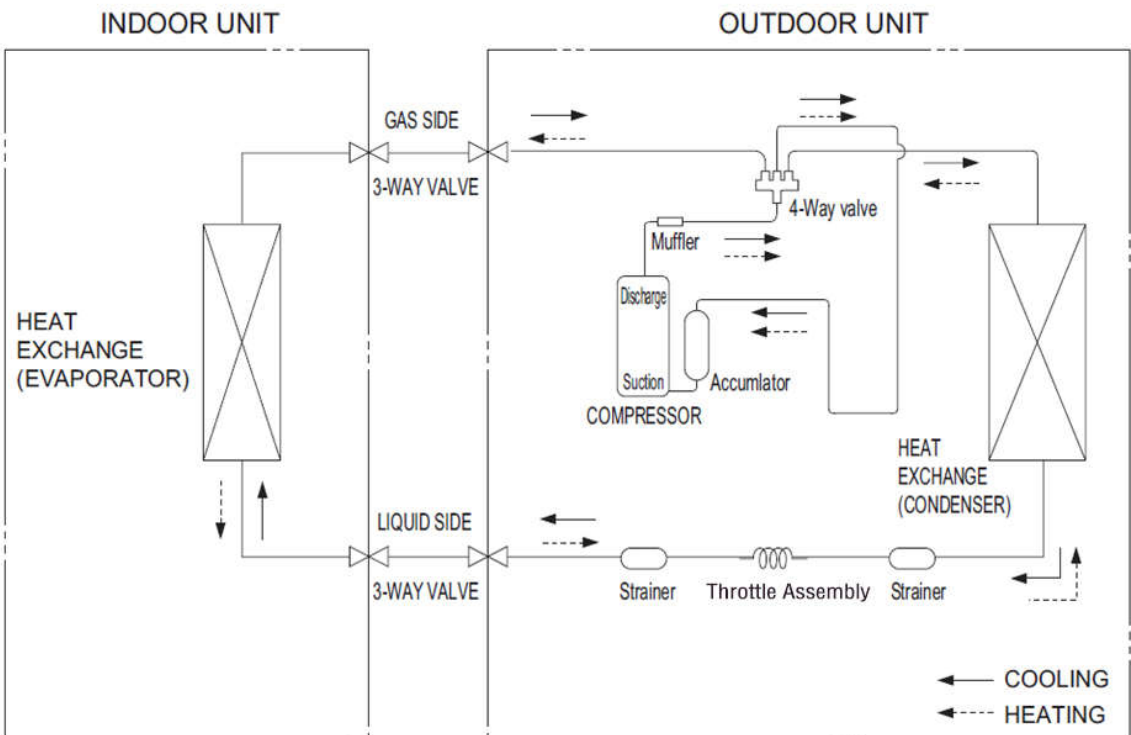 INDOOR UNIT
OUTDOOR UNIT
GAS SIDE
3-WAY VALVE
4-Way valve
Muffler
Discharge
Suction
Accumlator
COMPRESSOR
HEAT
EXCHANGE
(EVAPORATOR)
HEAT
EXCHANGE
(CONDENSER)
LIQUID SIDE
3-WAY VALVE
Strainer
Throttle Assembly
Strainer
COOLING
HEATING